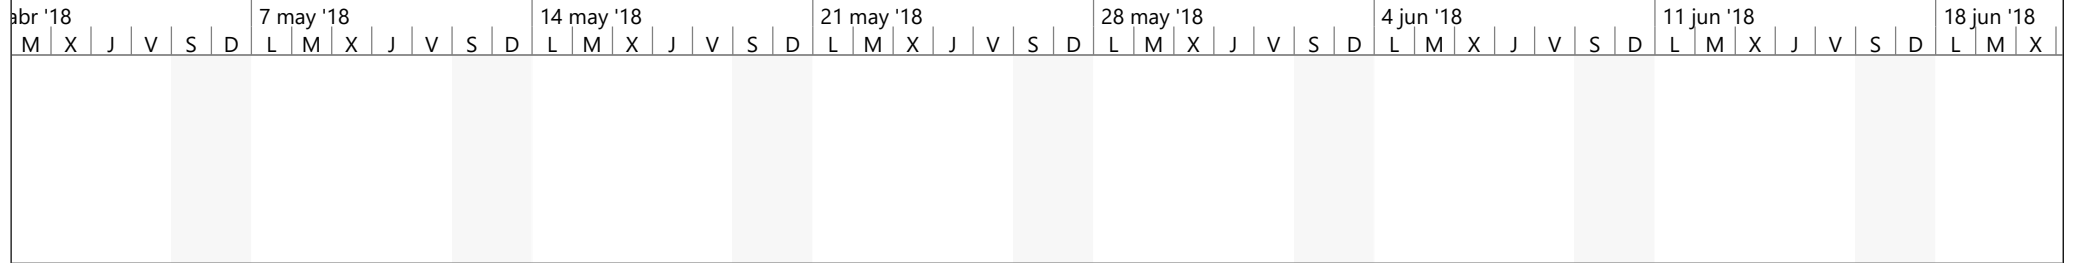 abr '18 7 may '18 14 may '18 21 may '18 28 may '18 4 jun '18 11 jun '18 18 jun '18
M X J V S D L M X J V S D L M X J V S D L M X J V S D L M X J V S D L M X J V S D L M X J V S D L M X